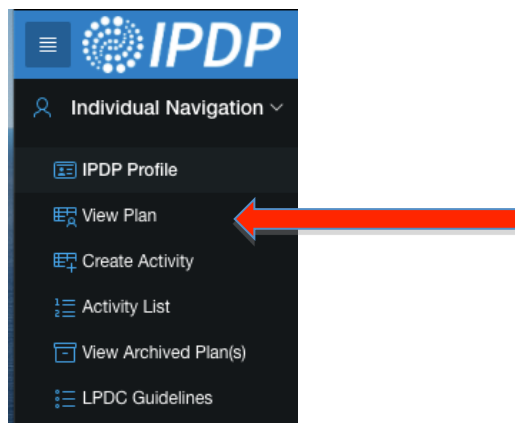 IPDP
Individual Navigation
IPDP Profile
View Plan
Create Activity
Activity List
View Archived Plan(s)
LPDC Guidelines